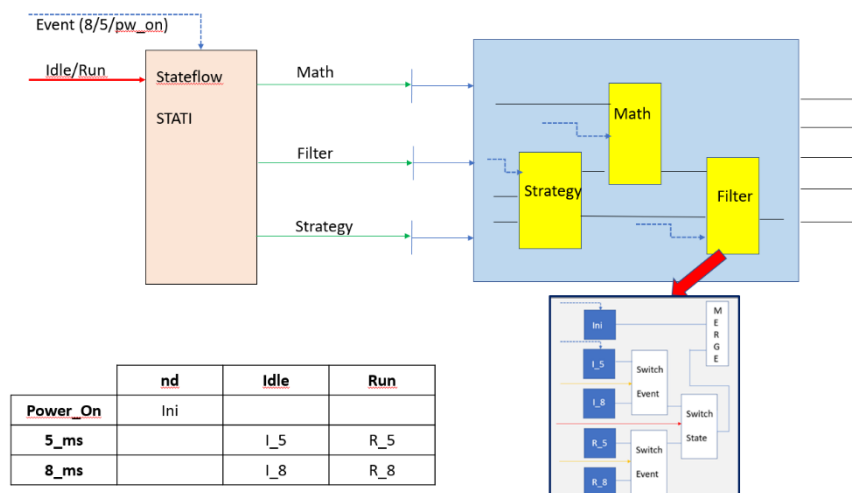 Event (8/5/pw_on)
Idle/Run
Stateflow
STATI
Math
Filter
Strategy
Math
Strategy
Filter
Ini
I_5
I_8
R_5
R_8
Switch
Event
Switch
Event
Switch
State
M
E
R
G
E
nd Idle Run
Power_On Ini
5_ms I_5 R_5
8_ms I_8 R_8